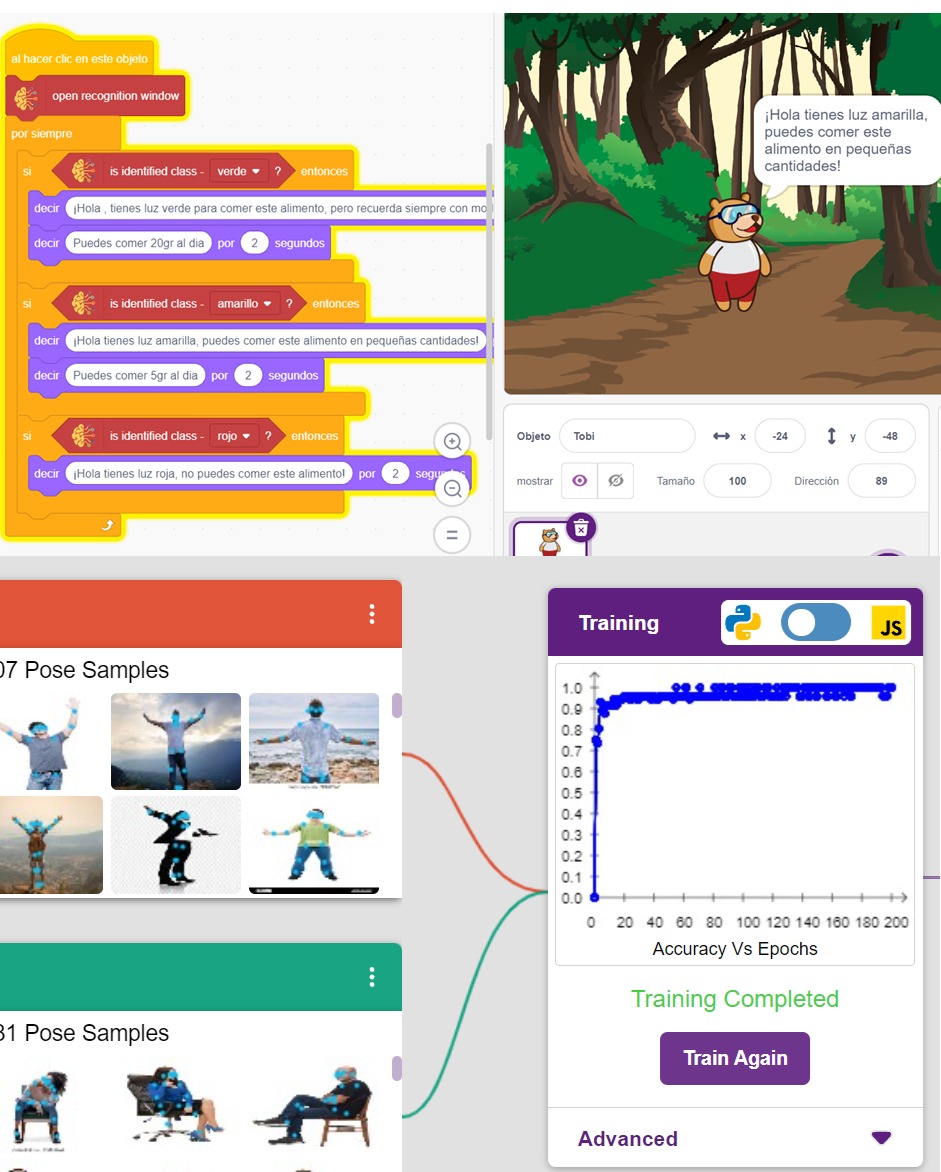 al hacer clic en este objeto
open recognition window
por siempre
si is identified class - verde ? entonces
decir ¡Hola , tienes luz verde para comer este alimento, pero recuerda siempre con mo
decir Puedes comer 20gr al dia por 2 segundos
si is identified class - amarillo ? entonces
decir ¡Hola tienes luz amarilla, puedes comer este alimento en pequeñas cantidades!
decir Puedes comer 5gr al dia por 2 segundos
si is identified class - rojo ? entonces
decir ¡Hola tienes luz roja, no puedes comer este alimento! por 2 segundos
¡Hola tienes luz amarilla,
puedes comer este
alimento en pequeñas
cantidades!
Objeto Tobi x -24 y -48
mostrar Tamaño 100 Dirección 89
07 Pose Samples
31 Pose Samples
Training JS
1.0
0.9
0.8
0.7
0.6
0.5
0.4
0.3
0.2
0.1
0.0
0 20 40 60 80 100 120 140 160 180 200
Accuracy Vs Epochs
Training Completed
Train Again
Advanced